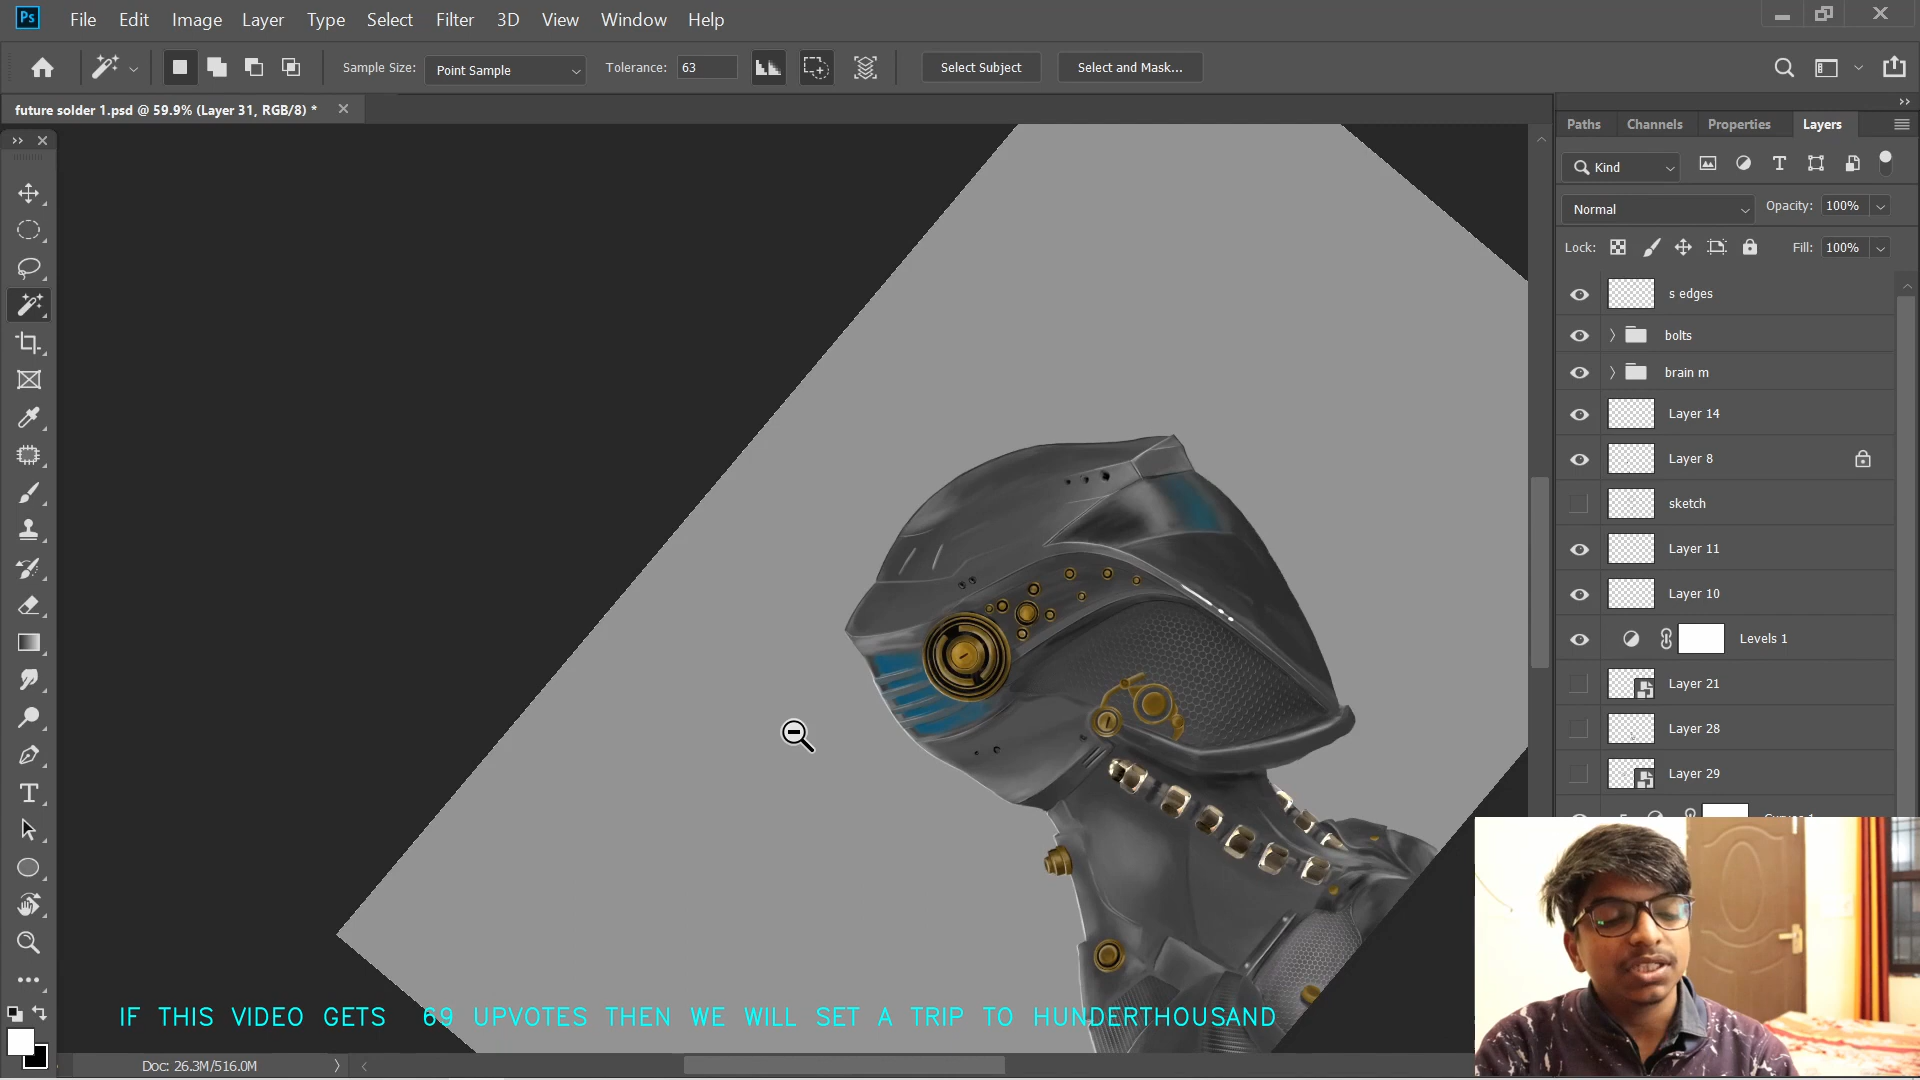 Ps File Edit Image Layer Type Select Filter 3D View Window Help
Sample Size: Point Sample Tolerance: 63 Select Subject Select and Mask...
future solder 1.psd @ 59.9% (Layer 31, RGB/8) *
Paths Channels Properties Layers
Kind
Normal Opacity: 100%
Lock: Fill: 100%
s edges
bolts
brain m
Layer 14
Layer 8
sketch
Layer 11
Layer 10
Levels 1
Layer 21
Layer 28
Layer 29
IF THIS VIDEO GETS 69 UPVOTES THEN WE WILL SET A TRIP TO HUNDERTHOUSAND
Doc: 26.3M/516.0M